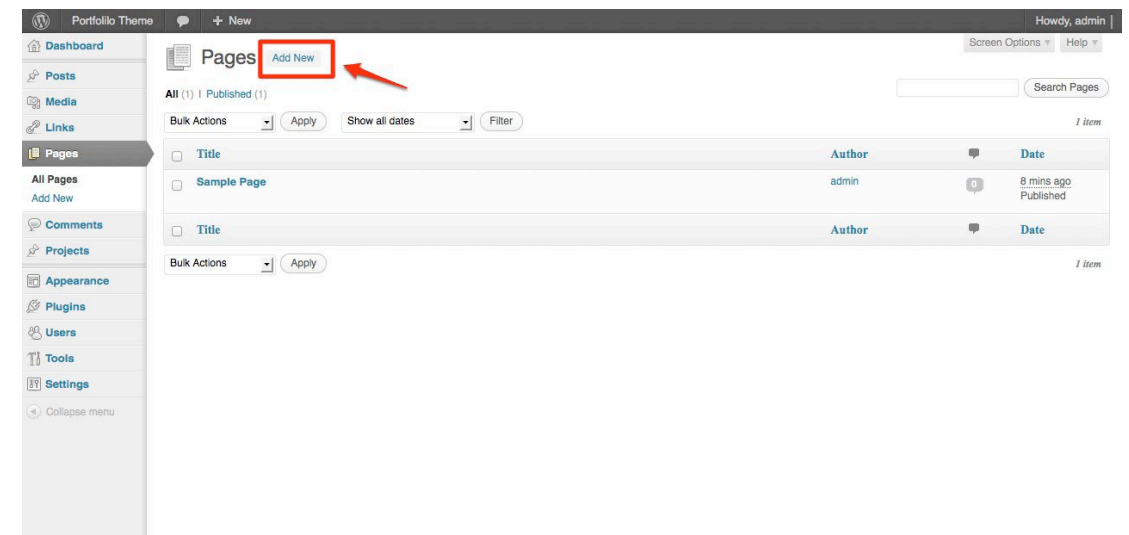 Portfolilo Theme + New Howdy, admin
Dashboard
Posts
Media
Links
Pages
All Pages
Add New
Comments
Projects
Appearance
Plugins
Users
Tools
Settings
Collapse menu
Screen Options Help
Pages Add New
All (1) | Published (1)
Search Pages
Bulk Actions Apply Show all dates Filter 1 item
Title Author Date
Sample Page admin 0 8 mins ago
Published
Title Author Date
Bulk Actions Apply 1 item